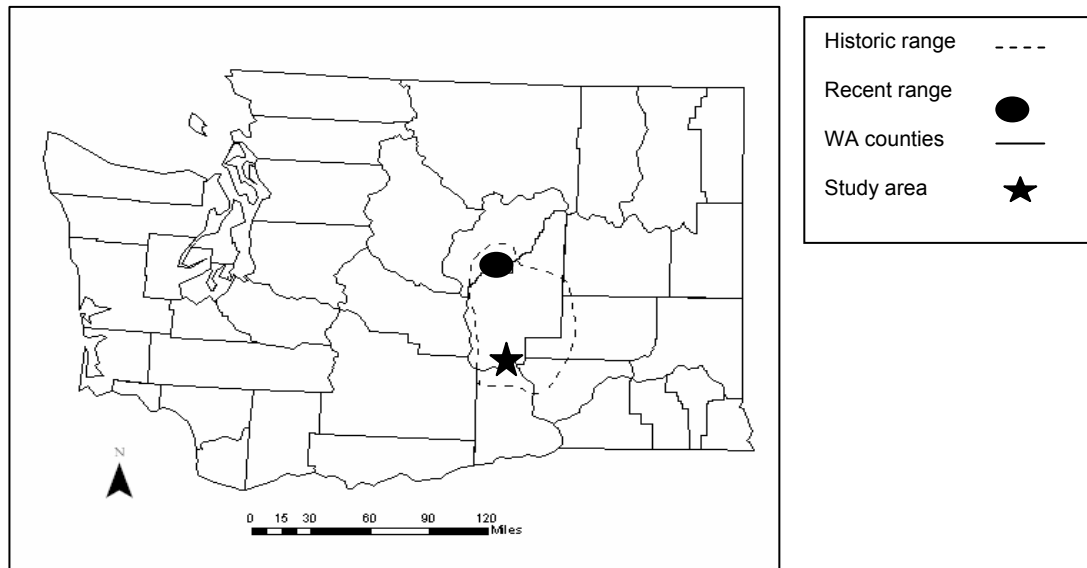 Historic range
Recent range
WA counties
Study area
N
0 15 30 60 90 120
Miles